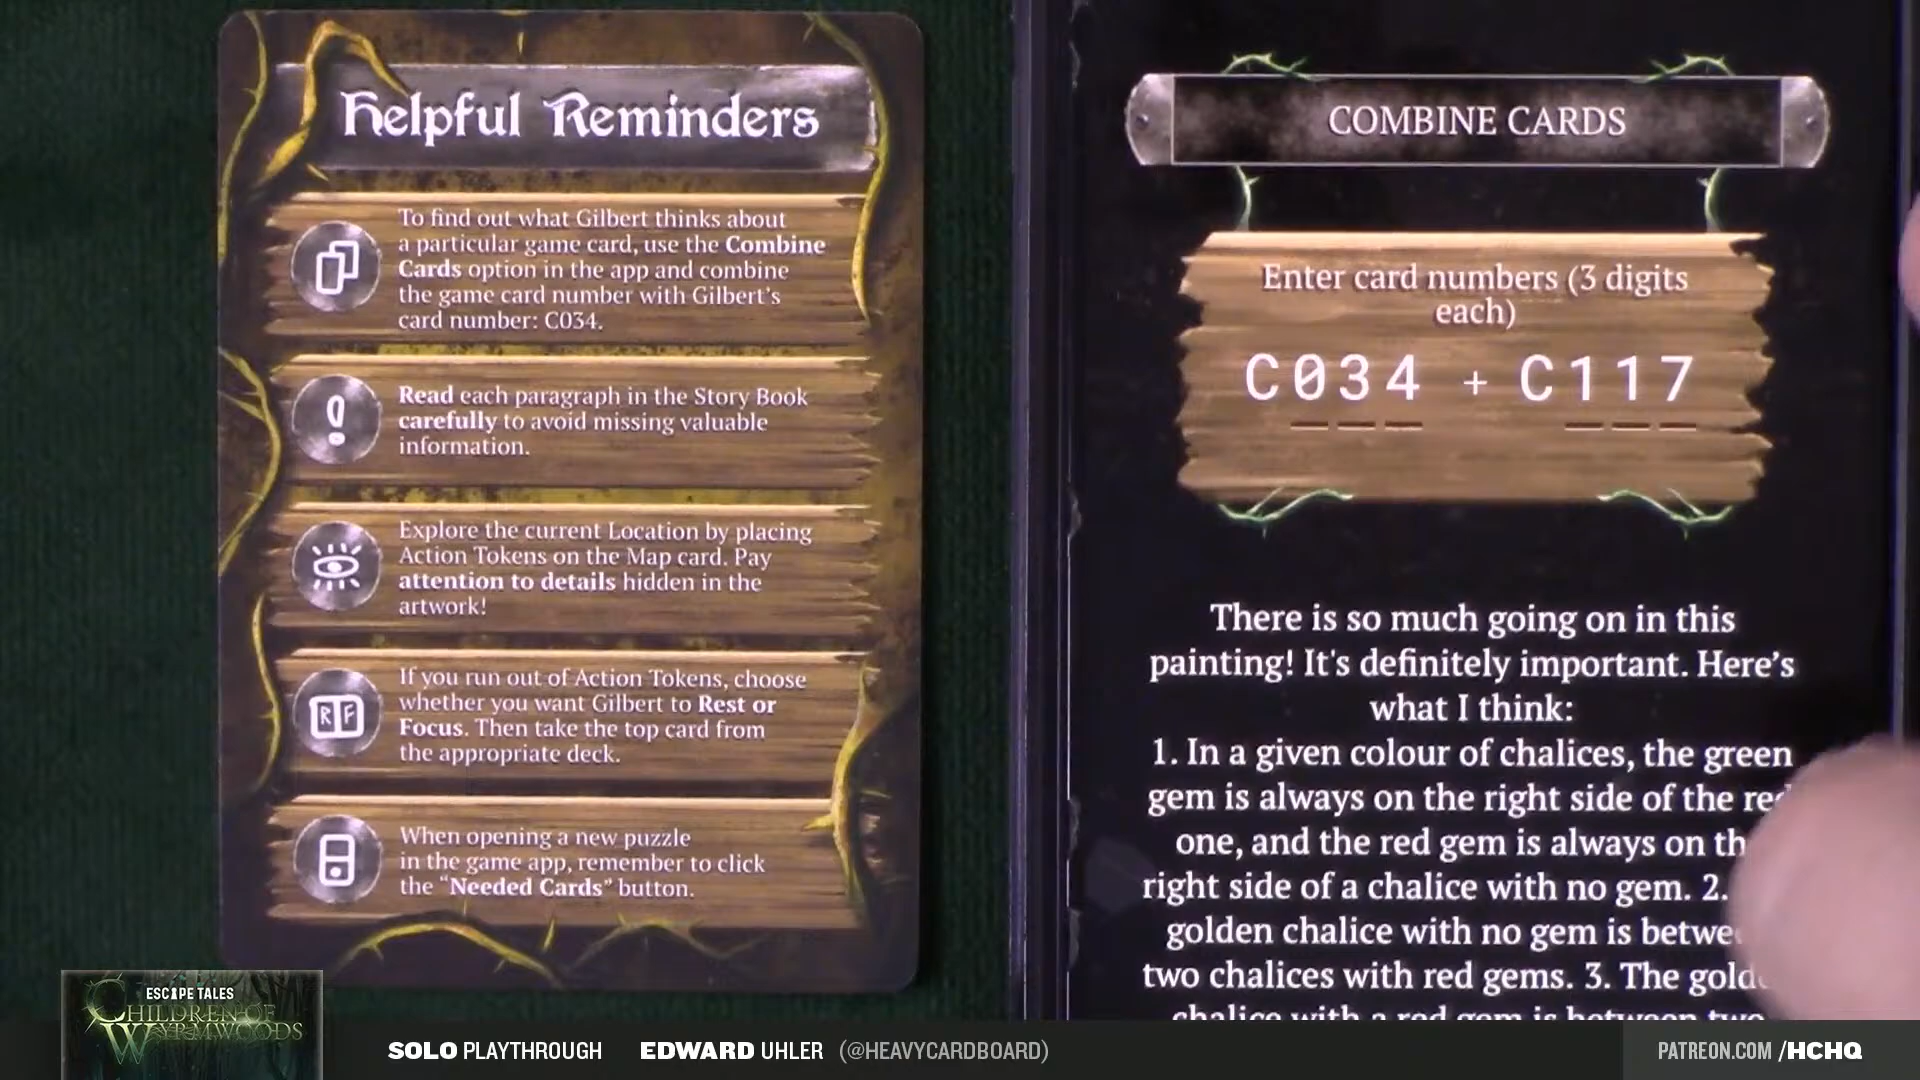 Helpful Reminders
To find out what Gilbert thinks about
a particular game card, use the Combine
Cards option in the app and combine
the game card number with Gilbert's
card number: C034.
Read each paragraph in the Story Book
carefully to avoid missing valuable
information.
Explore the current Location by placing
Action Tokens on the Map card. Pay
attention to details hidden in the
artwork!
R F
If you run out of Action Tokens, choose
whether you want Gilbert to Rest or
Focus. Then take the top card from
the appropriate deck.
When opening a new puzzle
in the game app, remember to click
the "Needed Cards" button.
COMBINE CARDS
Enter card numbers (3 digits
each)
C034 + C117
There is so much going on in this
painting! It's definitely important. Here's
what I think:
1. In a given colour of chalices, the green
gem is always on the right side of the
one, and the red gem is always on
right side of a chalice with no gem. 2.
golden chalice with no gem is
two chalices with red gems. 3. The
chalice with a red gem is between two
ESCAPE TALES
CHILDREN OF
WYRMWOODS
SOLO PLAYTHROUGH EDWARD UHLER (@HEAVYCARDBOARD)
PATREON.COM /HCHQ